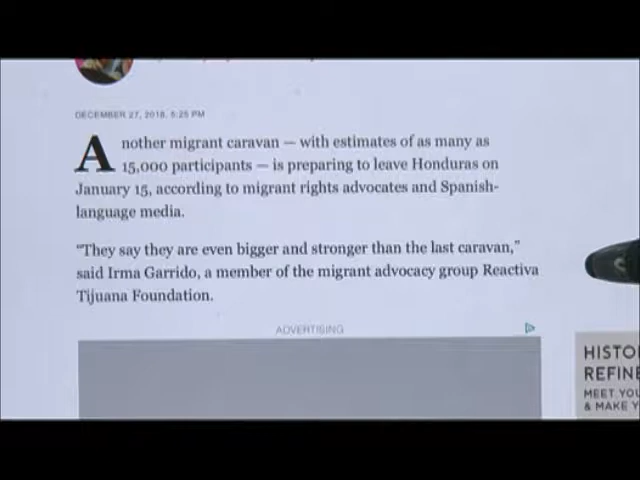 DECEMBER 27, 2018, 5:25 PM
Another migrant caravan — with estimates of as many as
15,000 participants — is preparing to leave Honduras on
January 15, according to migrant rights advocates and Spanish-
language media.
“They say they are even bigger and stronger than the last caravan,”
said Irma Garrido, a member of the migrant advocacy group Reactiva
Tijuana Foundation.
ADVERTISING
HISTO
REFINE
MEET YOU
& MAKE Y